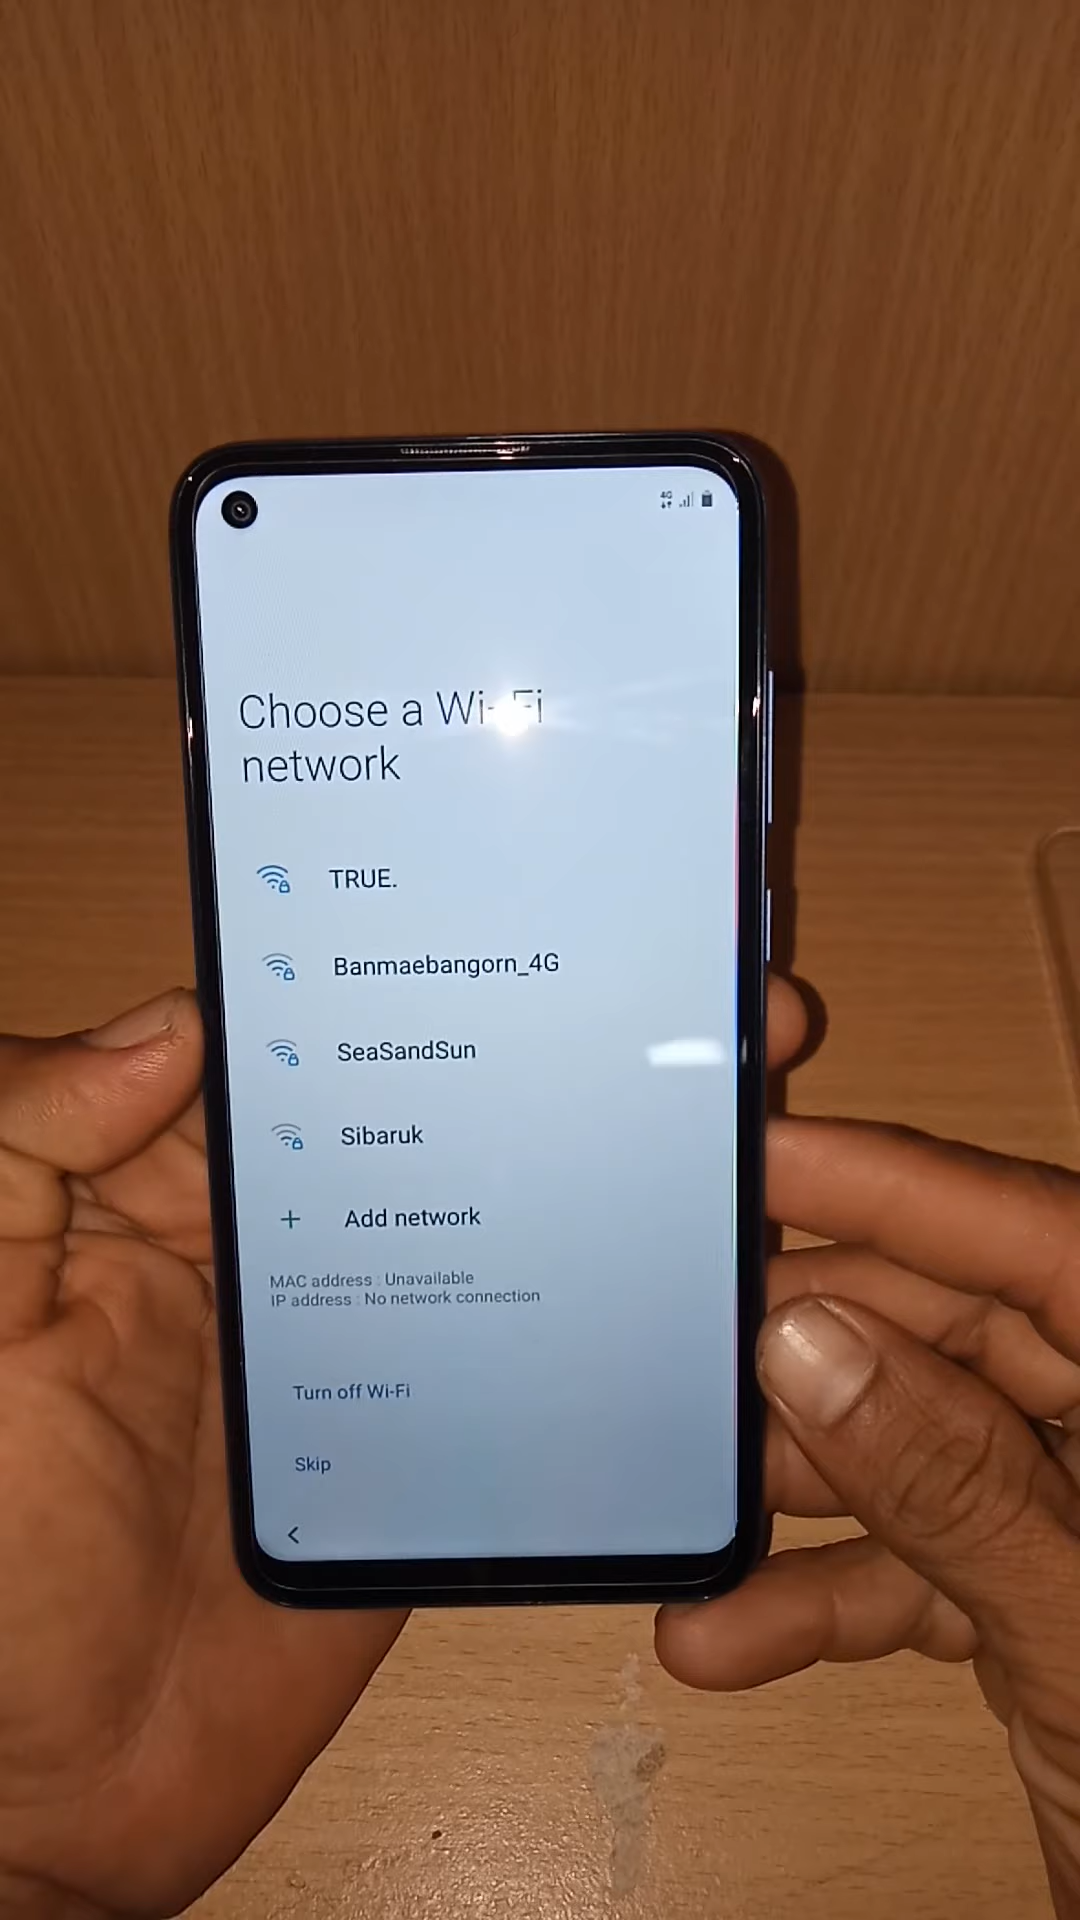 4G
Choose a Wi-Fi
network
TRUE.
Banmaebangorn_4G
SeaSandSun
Sibaruk
Add network
MAC address : Unavailable
IP address : No network connection
Turn off Wi-Fi
Skip